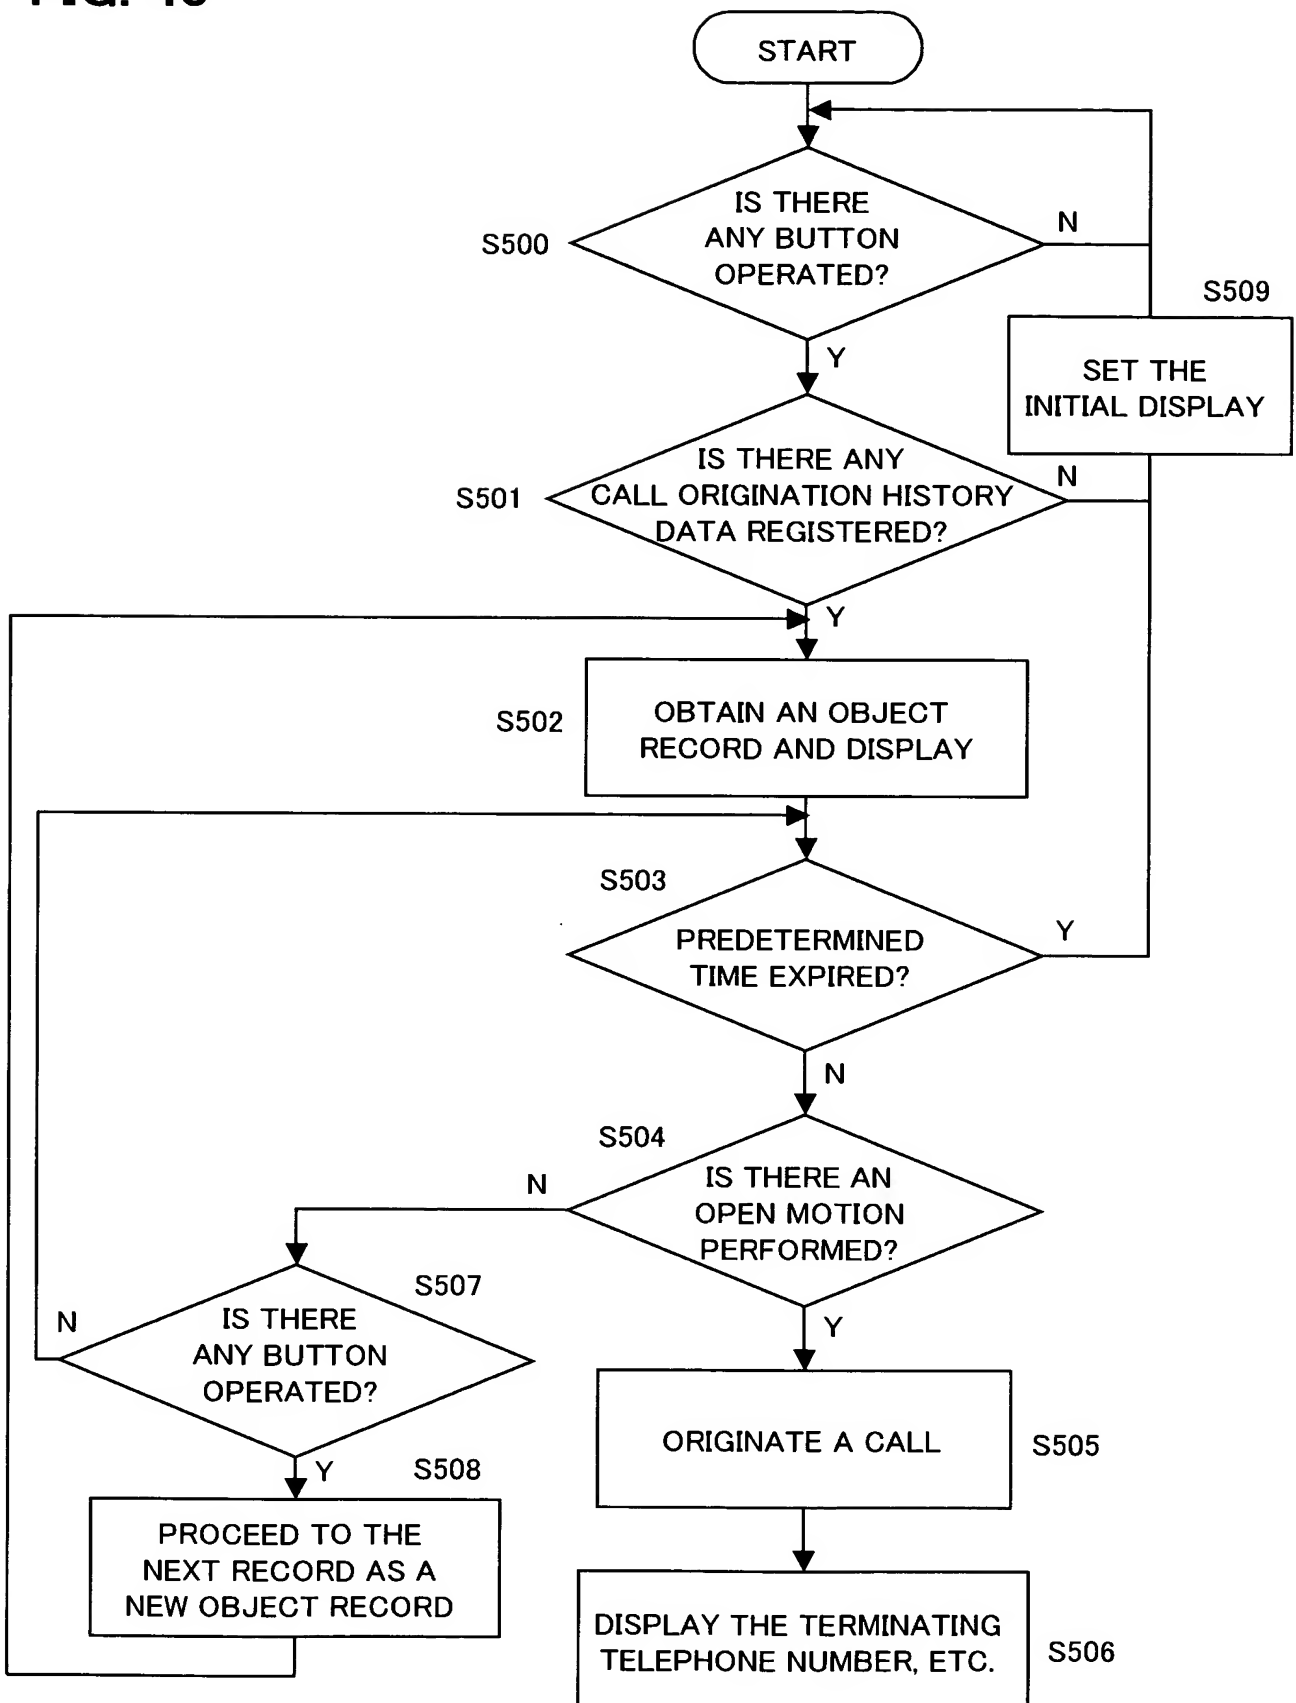 START
IS THERE
ANY BUTTON
OPERATED?
S500
N
S509
Y
SET THE
INITIAL DISPLAY
IS THERE ANY
CALL ORIGINATION HISTORY
DATA REGISTERED?
S501
N
Y
S502
OBTAIN AN OBJECT
RECORD AND DISPLAY
S503
PREDETERMINED
TIME EXPIRED?
Y
N
S504
IS THERE AN
OPEN MOTION
PERFORMED?
N
Y
S507
IS THERE
ANY BUTTON
OPERATED?
N
Y
S508
PROCEED TO THE
NEXT RECORD AS A
NEW OBJECT RECORD
ORIGINATE A CALL
S505
DISPLAY THE TERMINATING
TELEPHONE NUMBER, ETC.
S506